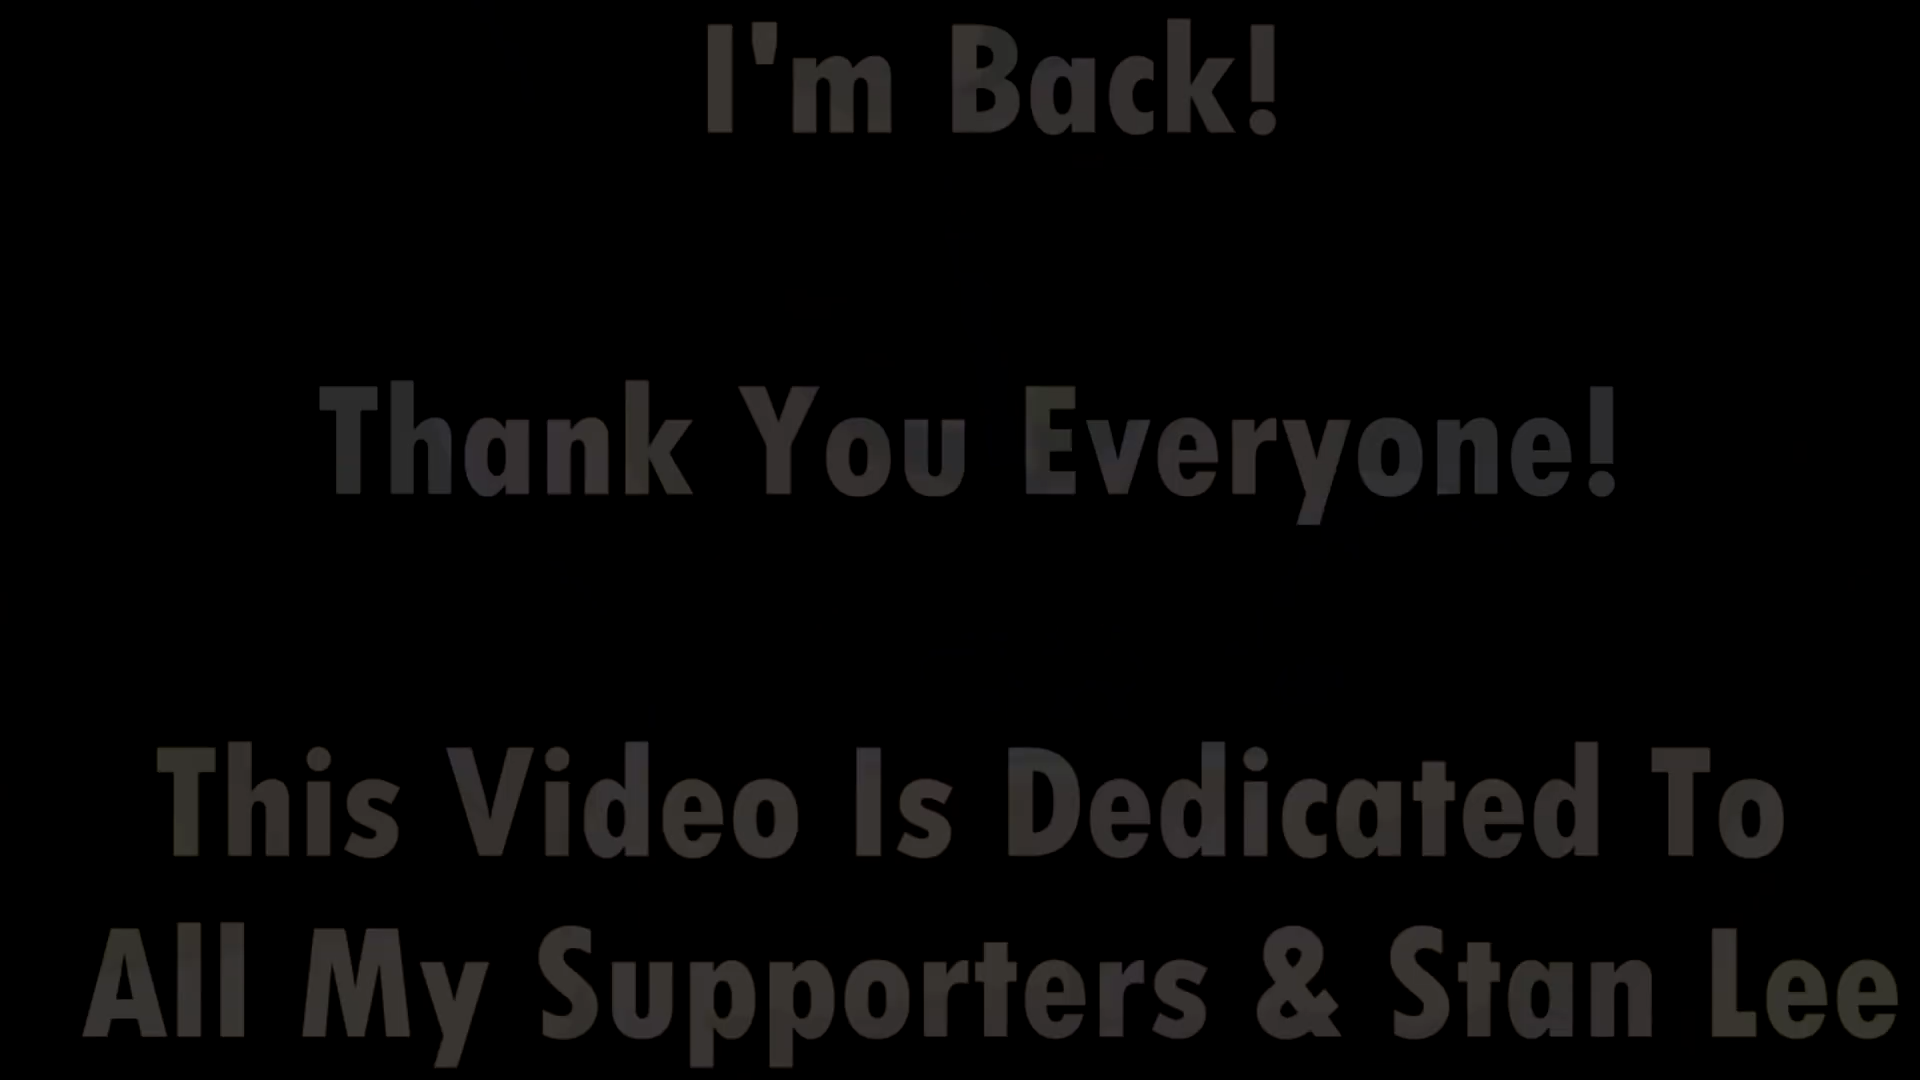 I'm Back!
Thank You Everyone!
This Video Is Dedicated To
All My Supporters & Stan Lee